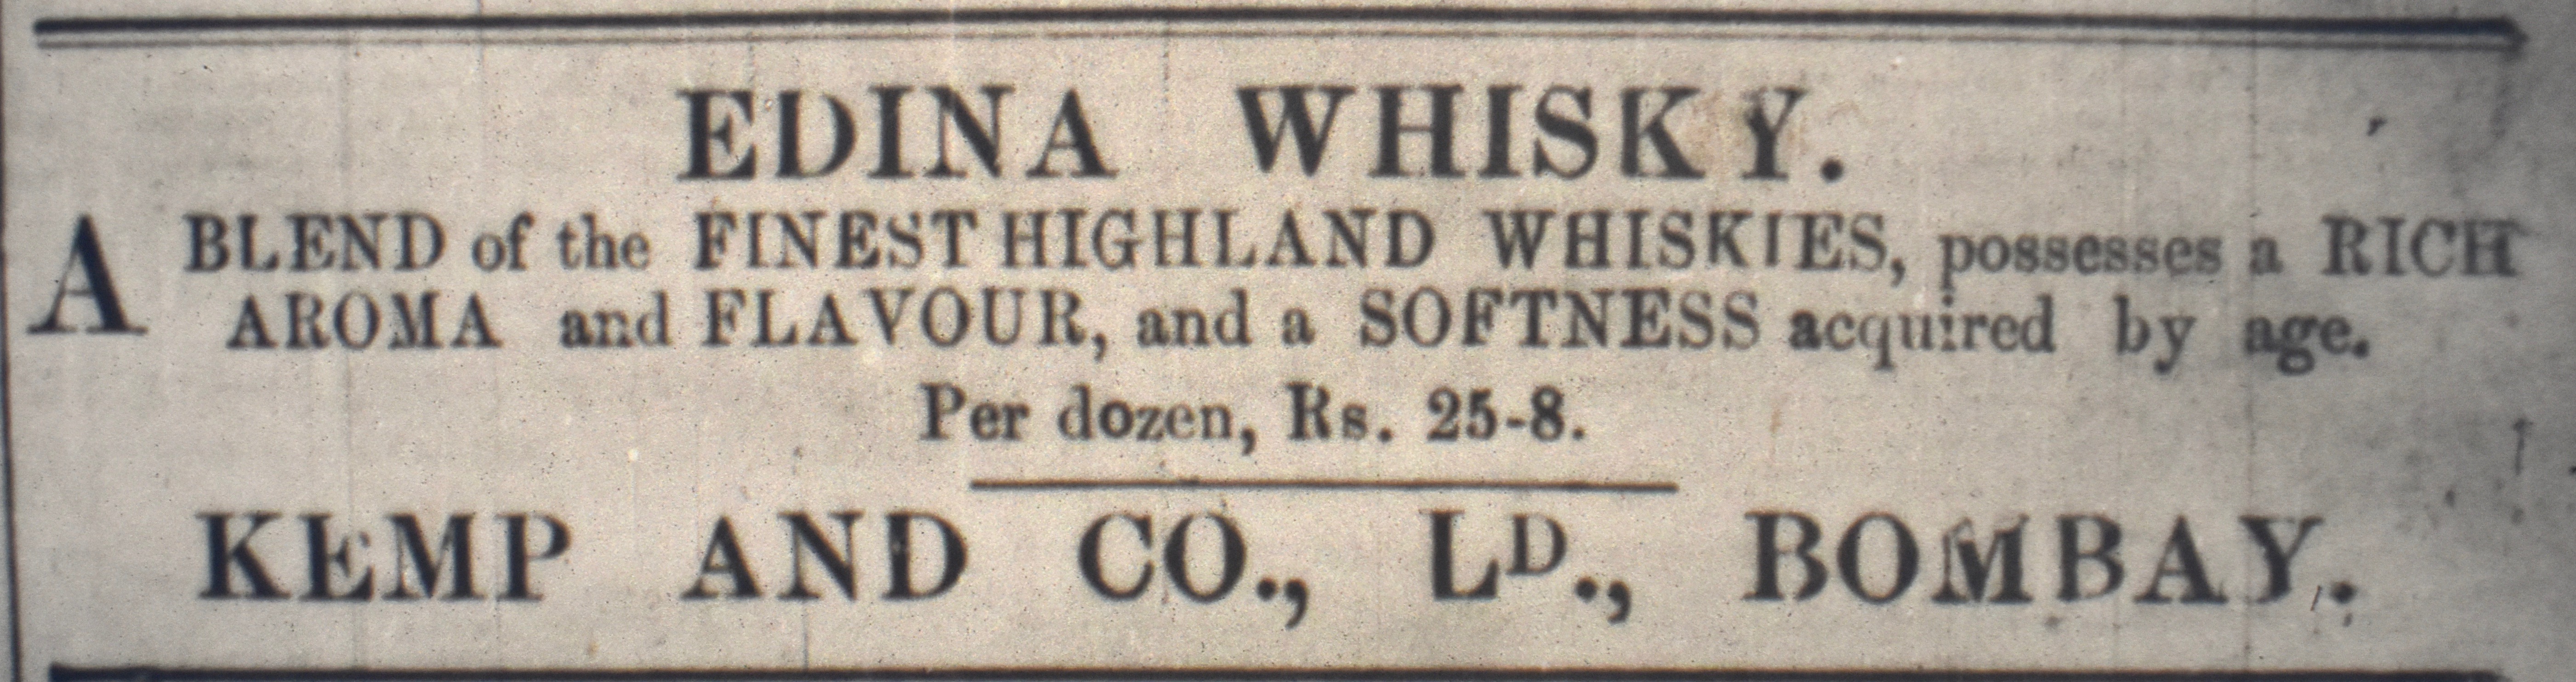 EDINA WHISKY.
A BLEND of the FINEST HIGHLAND WHISKIES, possesses a RICH
AROMA and FLAVOUR, and a SOFTNESS acquired by age.
Per dozen, Rs. 25-8.
KEMP AND CO., LD., BOMBAY.